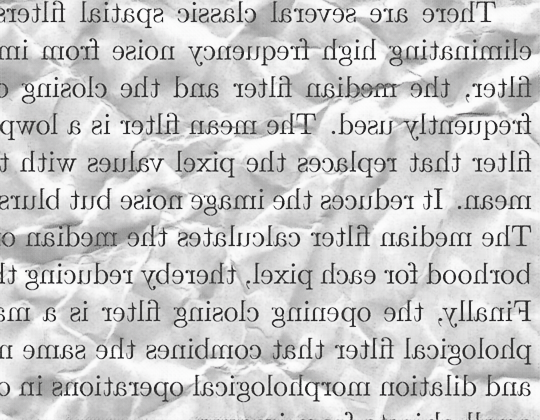 There are several classic spatial filters
eliminating high frequency noise from im
filter, the median filter and the closing o
frequently used. The mean filter is a lowp
filter that replaces the pixel values with t
mean. It reduces the image noise but blurs
The median filter calculates the median o
borhood for each pixel, thereby reducing th
Finally, the opening closing filter is a ma
phological filter that combines the same n
and dilation morphological operations in o